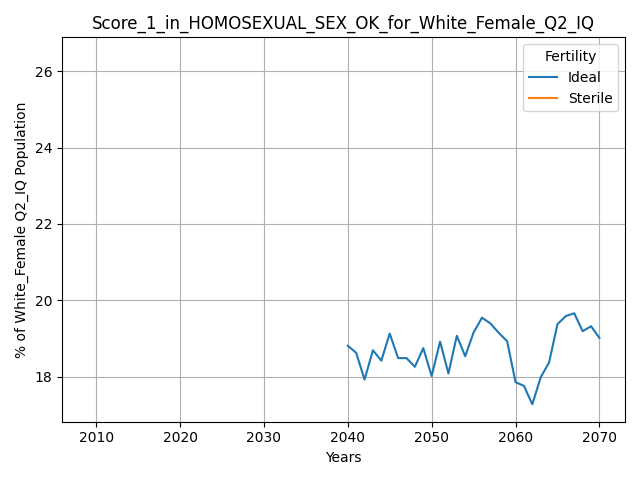 Score_1_in_HOMOSEXUAL_SEX_OK_for_White_Female_Q2_IQ
Fertility
Ideal
Sterile
% of White_Female Q2_IQ Population
26
24
22
20
18
2010 2020 2030 2040 2050 2060 2070
Years